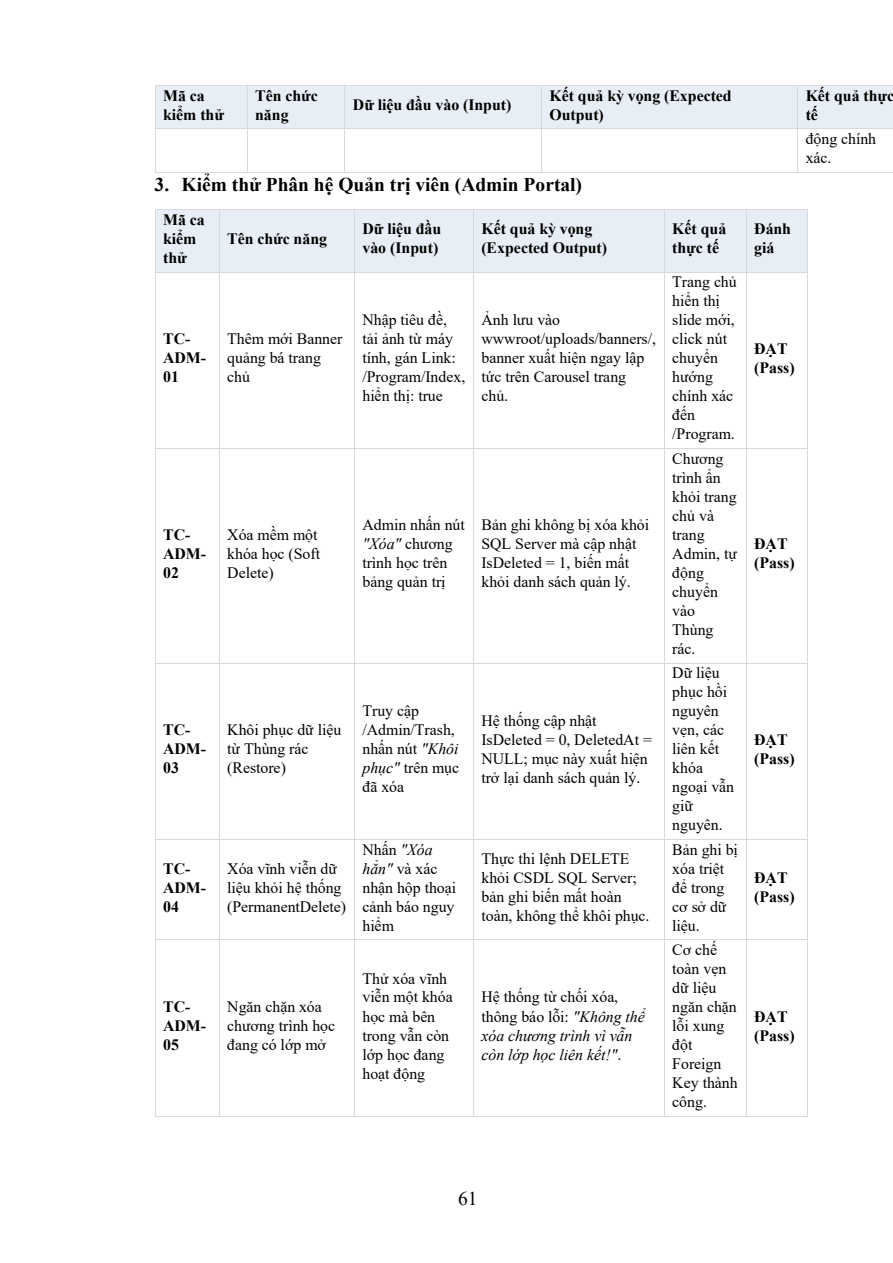 Mã ca
kiểm thử
Tên chức
năng
Dữ liệu đầu vào (Input)
Kết quả kỳ vọng (Expected
Output)
Kết quả thực
tế
động chính
xác.
3. Kiểm thử Phân hệ Quản trị viên (Admin Portal)
Mã ca
kiểm
thử
Tên chức năng
Dữ liệu đầu
vào (Input)
Kết quả kỳ vọng
(Expected Output)
Kết quả
thực tế
Đánh
giá
TC-
ADM-
01
Thêm mới Banner
quảng bá trang
chủ
Nhập tiêu đề,
tải ảnh từ máy
tính, gán Link:
/Program/Index,
hiển thị: true
Ảnh lưu vào
wwwroot/uploads/banners/,
banner xuất hiện ngay lập
tức trên Carousel trang
chủ.
Trang chủ
hiển thị
slide mới,
click nút
chuyển
hướng
chính xác
đến
/Program.
ĐẠT
(Pass)
TC-
ADM-
02
Xóa mềm một
khóa học (Soft
Delete)
Admin nhấn nút
"Xóa" chương
trình học trên
bảng quản trị
Bản ghi không bị xóa khỏi
SQL Server mà cập nhật
IsDeleted = 1, biến mất
khỏi danh sách quản lý.
Chương
trình ẩn
khỏi trang
chủ và
trang
Admin, tự
động
chuyển
vào
Thùng
rác.
ĐẠT
(Pass)
TC-
ADM-
03
Khôi phục dữ liệu
từ Thùng rác
(Restore)
Truy cập
/Admin/Trash,
nhấn nút "Khôi
phục" trên mục
đã xóa
Hệ thống cập nhật
IsDeleted = 0, DeletedAt =
NULL; mục này xuất hiện
trở lại danh sách quản lý.
Dữ liệu
phục hồi
nguyên
vẹn, các
liên kết
khóa
ngoại vẫn
giữ
nguyên.
ĐẠT
(Pass)
TC-
ADM-
04
Xóa vĩnh viễn dữ
liệu khỏi hệ thống
(PermanentDelete)
Nhấn "Xóa
hẳn" và xác
nhận hộp thoại
cảnh báo nguy
hiểm
Thực thi lệnh DELETE
khỏi CSDL SQL Server;
bản ghi biến mất hoàn
toàn, không thể khôi phục.
Bản ghi bị
xóa triệt
để trong
cơ sở dữ
liệu.
ĐẠT
(Pass)
TC-
ADM-
05
Ngăn chặn xóa
chương trình học
đang có lớp mở
Thử xóa vĩnh
viễn một khóa
học mà bên
trong vẫn còn
lớp học đang
hoạt động
Hệ thống từ chối xóa,
thông báo lỗi: "Không thể
xóa chương trình vì vẫn
còn lớp học liên kết!".
Cơ chế
toàn vẹn
dữ liệu
ngăn chặn
lỗi xung
đột
Foreign
Key thành
công.
ĐẠT
(Pass)
61